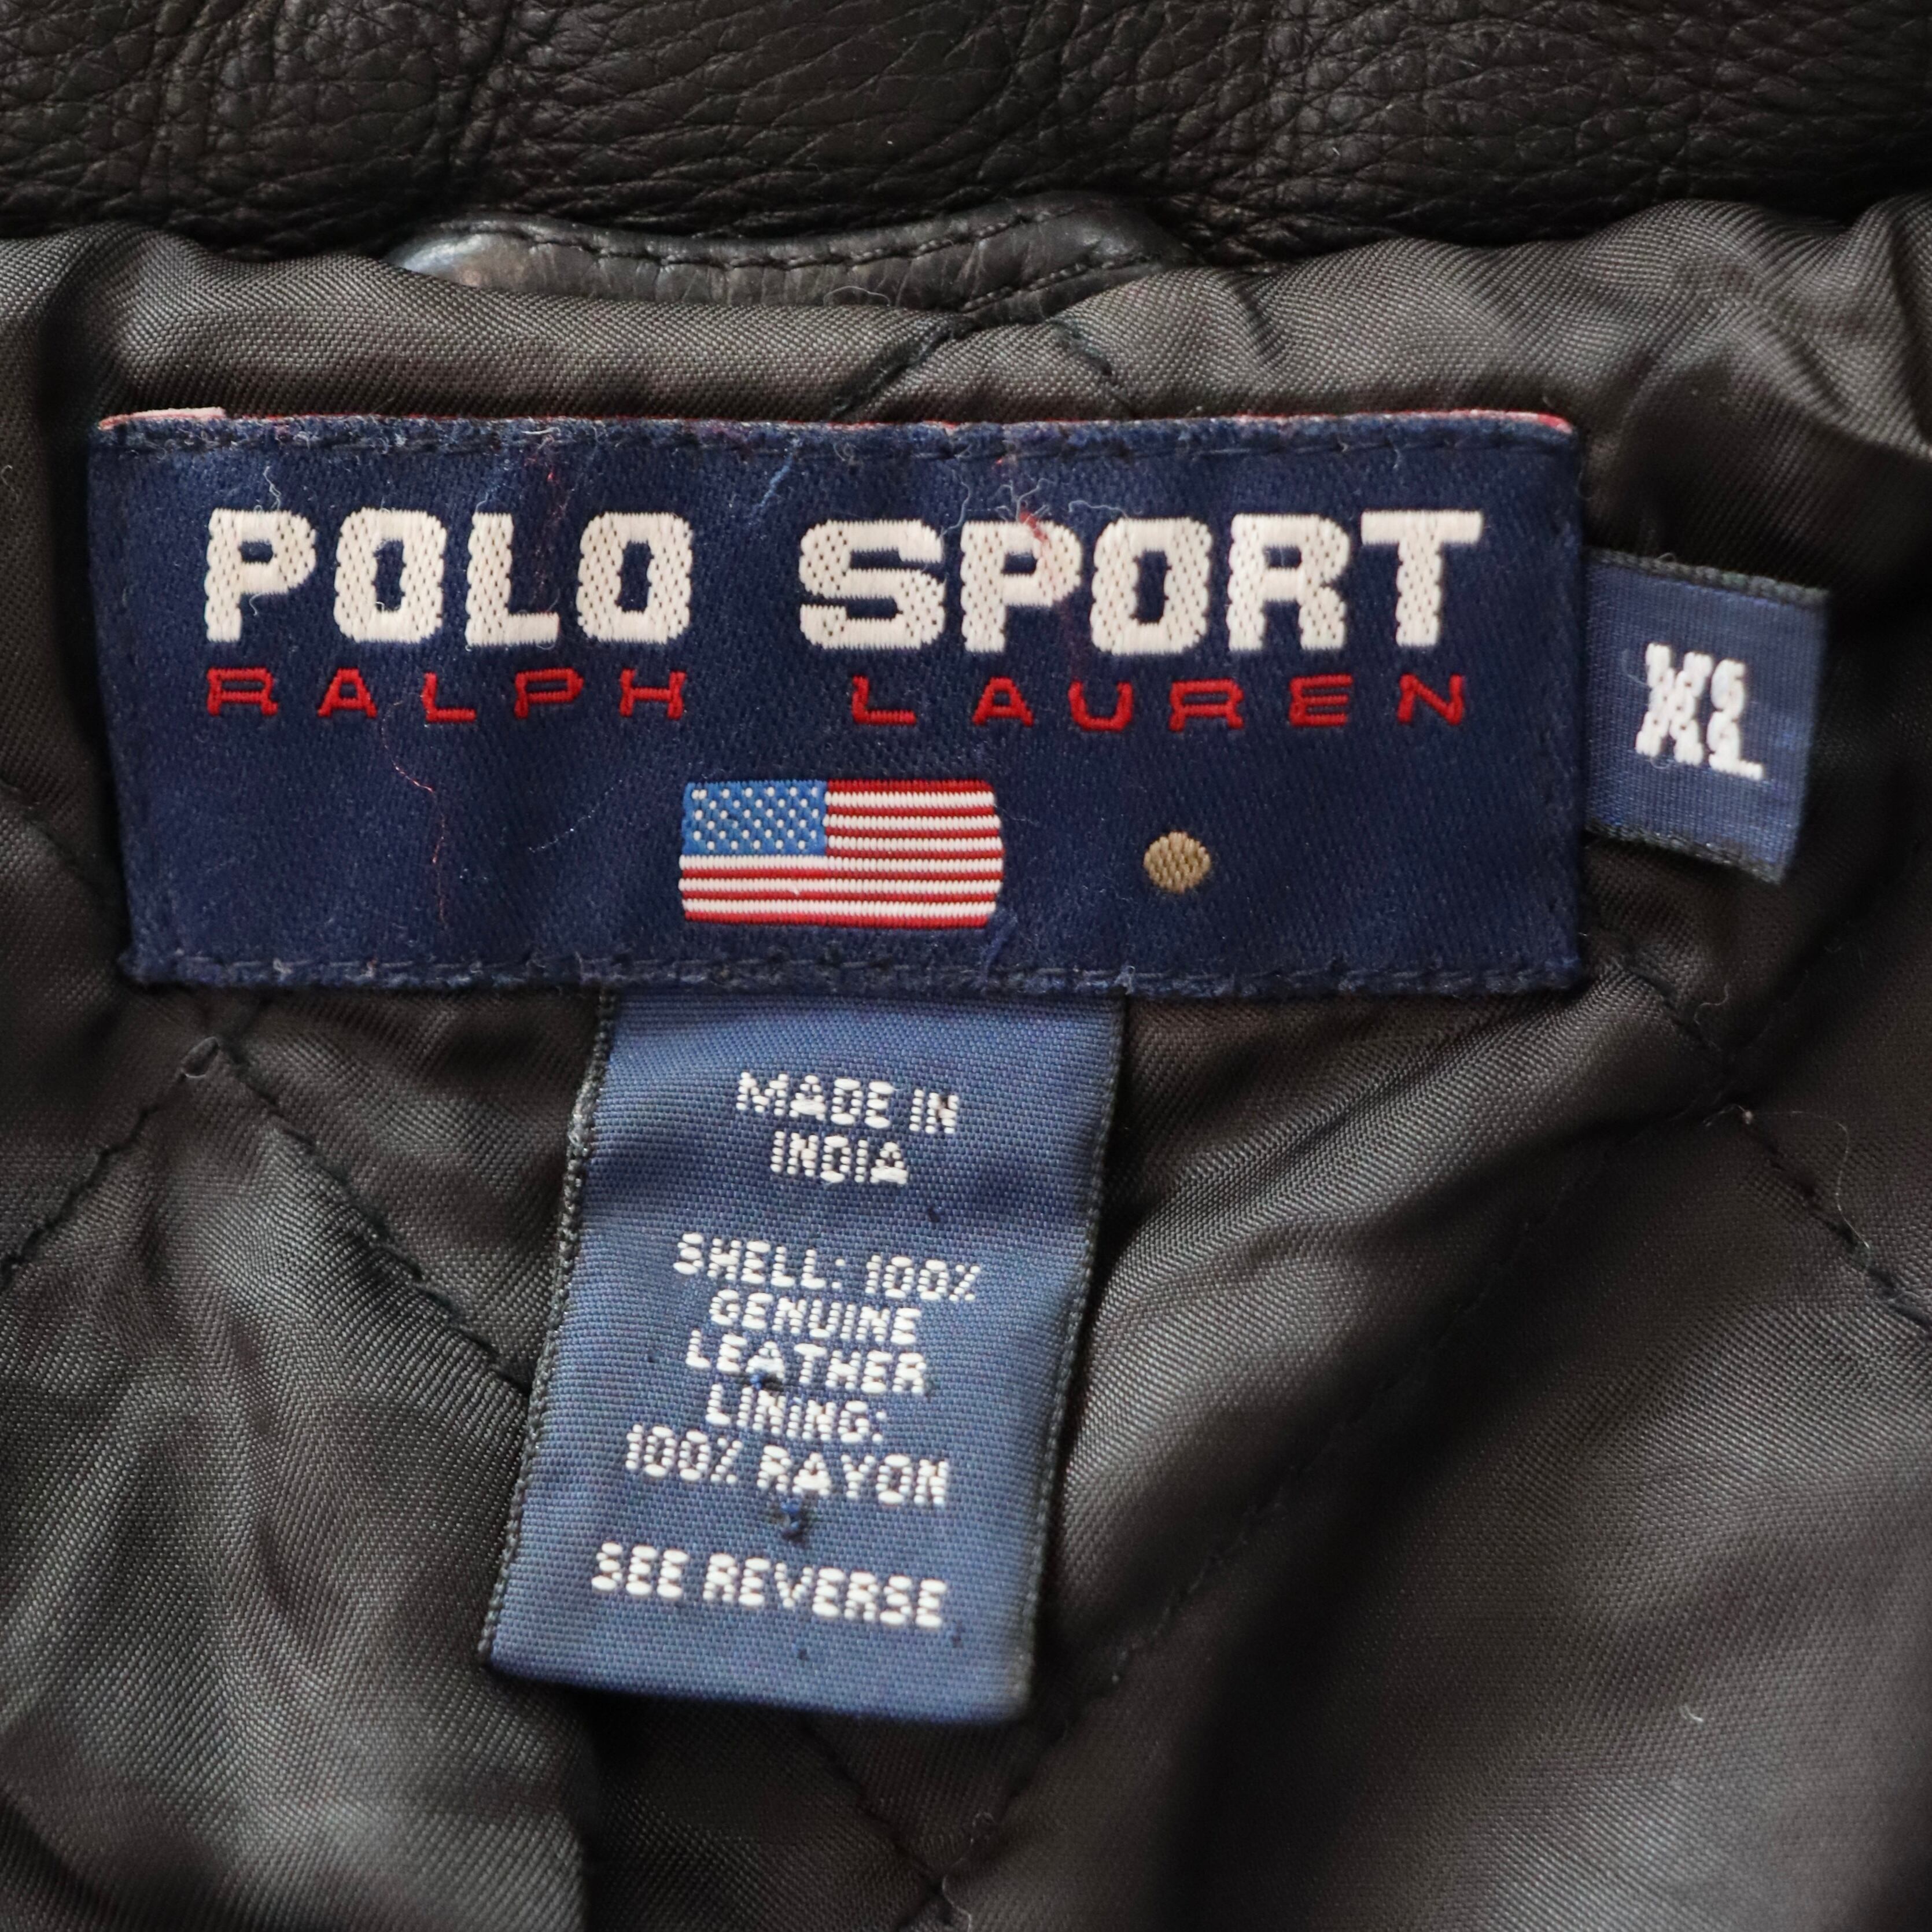 POLO SPORT
RALPH LAUREN
XL
MADE IN
INDIA
SHELL: 100%
GENUINE
LEATHER
LINING:
100% RAYON
SEE REVERSE